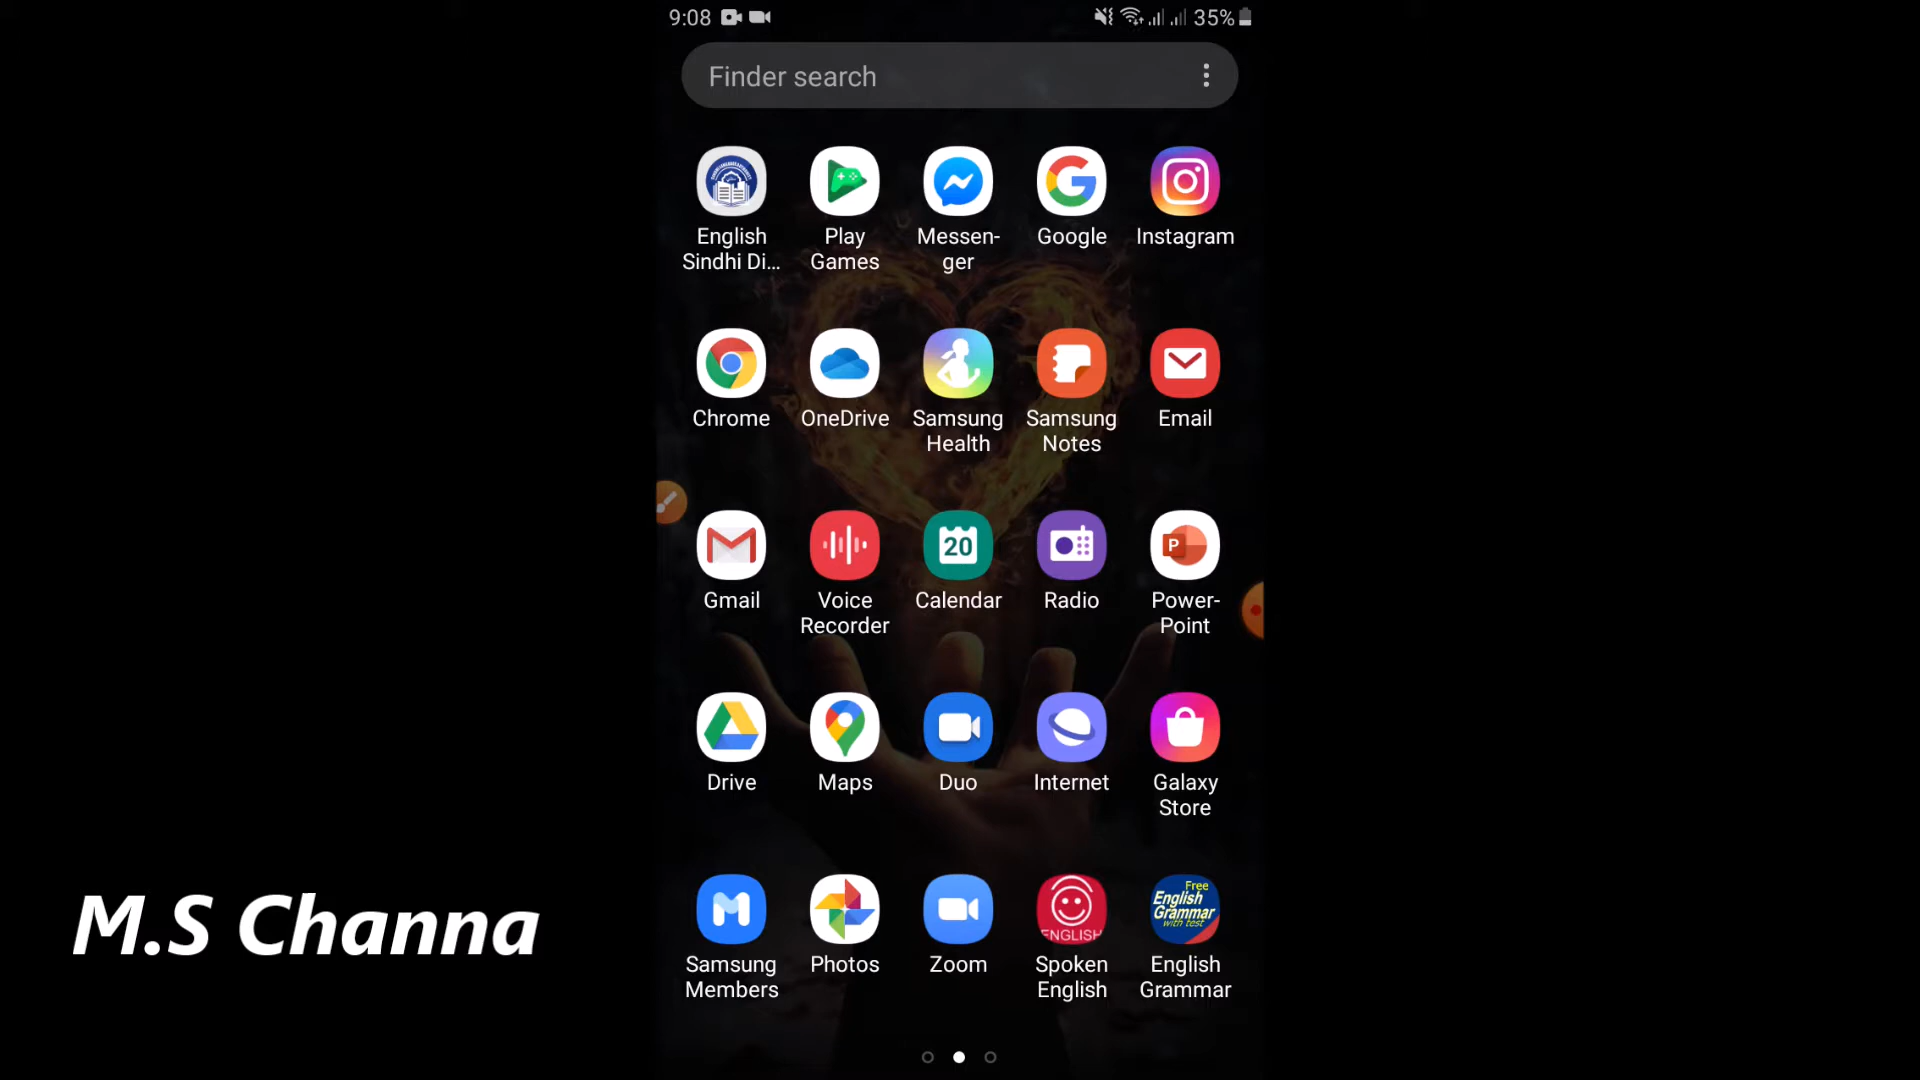 9:08
35%
Finder search
English
Sindhi Di...
Play
Games
Messen-
ger
Google
Instagram
Chrome
OneDrive
Samsung
Health
Samsung
Notes
Email
20
P
Gmail
Voice
Recorder
Calendar
Radio
Power-
Point
Drive
Maps
Duo
Internet
Galaxy
Store
ENGLISH
Free
English
Grammar
with test
Samsung
Members
Photos
Zoom
Spoken
English
English
Grammar
M.S Channa